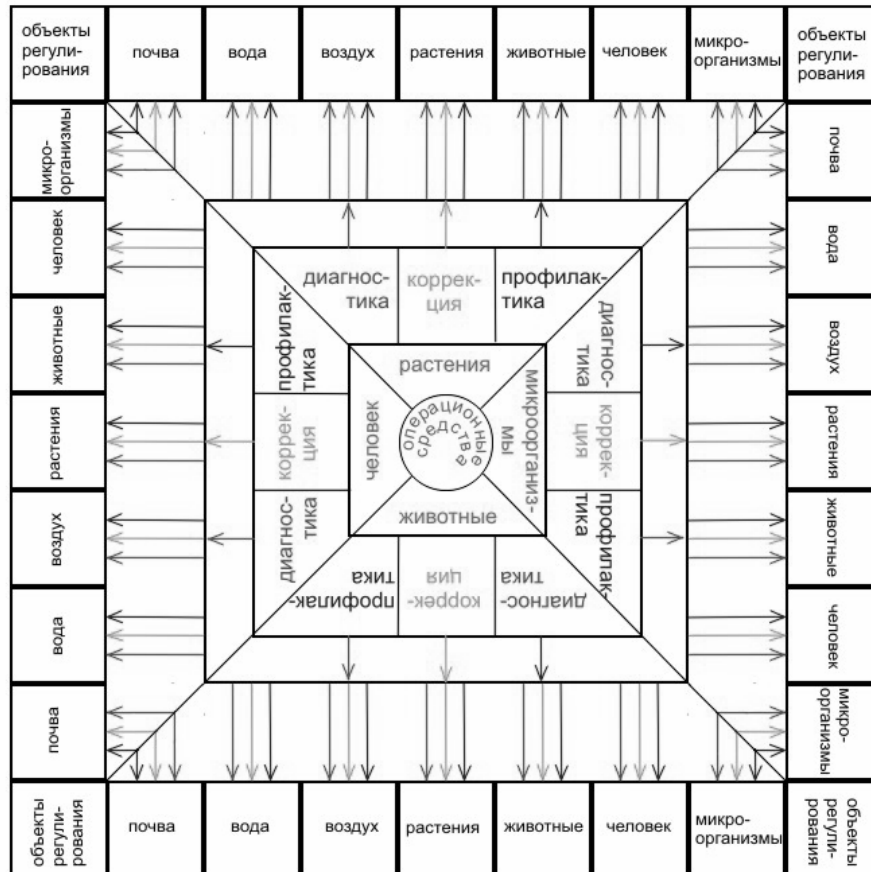 объекты
регули-
рования
почва
вода
воздух
растения
животные
человек
микро-
организмы
объекты
регули-
рования
микро-
организмы
человек
животные
растения
воздух
вода
почва
диагнос-
тика
коррек-
ция
профилак-
тика
профилак-
тика
коррек-
ция
диагнос-
тика
растения
человек
операционные
средства
микроорганиз-
мы
животные
диагнос-
тика
коррек-
ция
профилак-
тика
профилак-
тика
коррек-
ция
диагнос-
тика
почва
вода
воздух
растения
животные
человек
микро-
организмы
объекты
регули-
рования
почва
вода
воздух
растения
животные
человек
микро-
организмы
объекты
регули-
рования